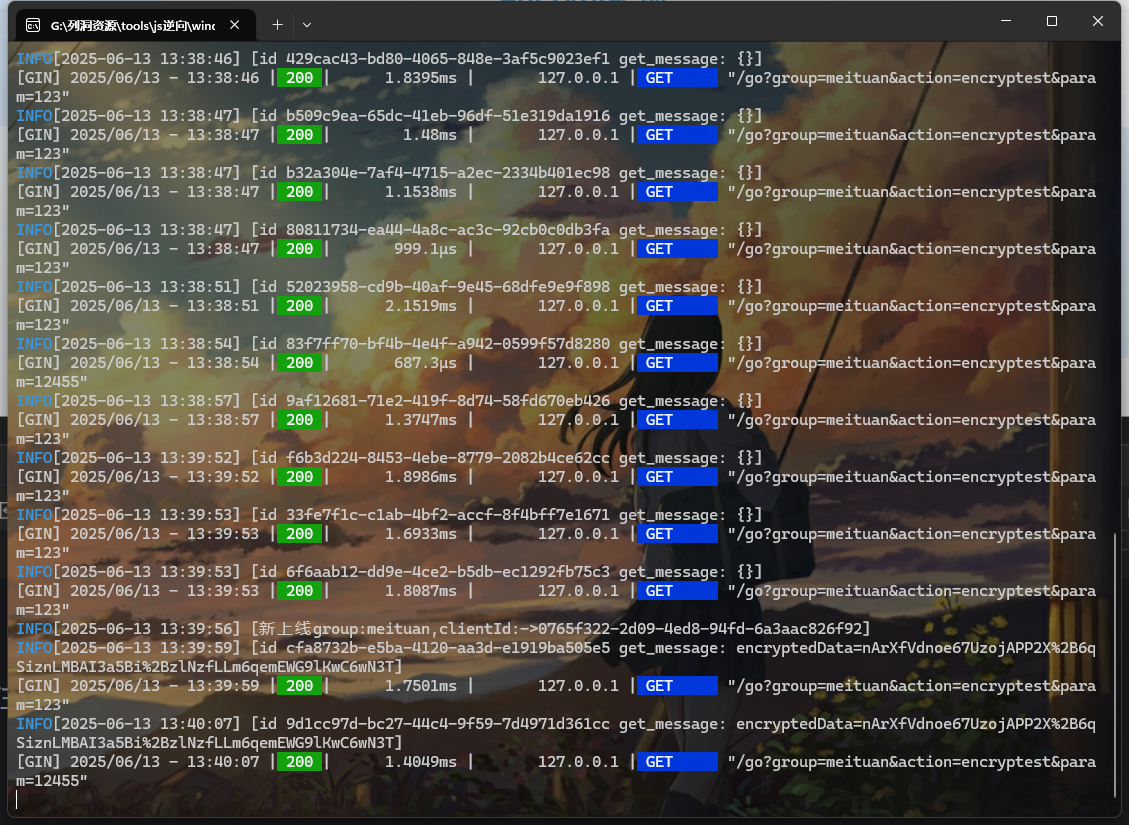 G:\列洞资源\tools\js逆向\winc
INFO[2025-06-13 13:38:46] [id 429cac43-bd80-4065-848e-3af5c9023ef1 get_message: {}]
[GIN] 2025/06/13 - 13:38:46 | 200 | 1.8395ms | 127.0.0.1 | GET "/go?group=meituan&action=encryptest&para
m=123"
INFO[2025-06-13 13:38:47] [id b509c9ea-65dc-41eb-96df-51e319da1916 get_message: {}]
[GIN] 2025/06/13 - 13:38:47 | 200 | 1.48ms | 127.0.0.1 | GET "/go?group=meituan&action=encryptest&para
m=123"
INFO[2025-06-13 13:38:47] [id b32a304e-7af4-4715-a2ec-2334b401ec98 get_message: {}]
[GIN] 2025/06/13 - 13:38:47 | 200 | 1.1538ms | 127.0.0.1 | GET "/go?group=meituan&action=encryptest&para
m=123"
INFO[2025-06-13 13:38:47] [id 80811734-ea44-4a8c-ac3c-92cb0c0db3fa get_message: {}]
[GIN] 2025/06/13 - 13:38:47 | 200 | 999.1µs | 127.0.0.1 | GET "/go?group=meituan&action=encryptest&para
m=123"
INFO[2025-06-13 13:38:51] [id 52023958-cd9b-40af-9e45-68dfe9e9f898 get_message: {}]
[GIN] 2025/06/13 - 13:38:51 | 200 | 2.1519ms | 127.0.0.1 | GET "/go?group=meituan&action=encryptest&para
m=123"
INFO[2025-06-13 13:38:54] [id 83f7ff70-bf4b-4e4f-a942-0599f57d8280 get_message: {}]
[GIN] 2025/06/13 - 13:38:54 | 200 | 687.3µs | 127.0.0.1 | GET "/go?group=meituan&action=encryptest&para
m=12455"
INFO[2025-06-13 13:38:57] [id 9af12681-71e2-419f-8d74-58fd670eb426 get_message: {}]
[GIN] 2025/06/13 - 13:38:57 | 200 | 1.3747ms | 127.0.0.1 | GET "/go?group=meituan&action=encryptest&para
m=123"
INFO[2025-06-13 13:39:52] [id f6b3d224-8453-4ebe-8779-2082b4ce62cc get_message: {}]
[GIN] 2025/06/13 - 13:39:52 | 200 | 1.8986ms | 127.0.0.1 | GET "/go?group=meituan&action=encryptest&para
m=123"
INFO[2025-06-13 13:39:53] [id 33fe7f1c-c1ab-4bf2-accf-8f4bff7e1671 get_message: {}]
[GIN] 2025/06/13 - 13:39:53 | 200 | 1.6933ms | 127.0.0.1 | GET "/go?group=meituan&action=encryptest&para
m=123"
INFO[2025-06-13 13:39:53] [id 6f6aab12-dd9e-4ce2-b5db-ec1292fb75c3 get_message: {}]
[GIN] 2025/06/13 - 13:39:53 | 200 | 1.8087ms | 127.0.0.1 | GET "/go?group=meituan&action=encryptest&para
m=123"
INFO[2025-06-13 13:39:56] [新上线group:meituan,clientId:->0765f322-2d09-4ed8-94fd-6a3aac826f92]
INFO[2025-06-13 13:39:59] [id cfa8732b-e5ba-4120-aa3d-e1919ba505e5 get_message: encryptedData=nArXfVdnoe67UzojAPP2X%2B6q
SiznLMBAI3a5Bi%2BzlNzfLLm6qemEWG9lKwC6wN3T]
[GIN] 2025/06/13 - 13:39:59 | 200 | 1.7501ms | 127.0.0.1 | GET "/go?group=meituan&action=encryptest&para
m=123"
INFO[2025-06-13 13:40:07] [id 9d1cc97d-bc27-44c4-9f59-7d4971d361cc get_message: encryptedData=nArXfVdnoe67UzojAPP2X%2B6q
SiznLMBAI3a5Bi%2BzlNzfLLm6qemEWG9lKwC6wN3T]
[GIN] 2025/06/13 - 13:40:07 | 200 | 1.4049ms | 127.0.0.1 | GET "/go?group=meituan&action=encryptest&para
m=12455"